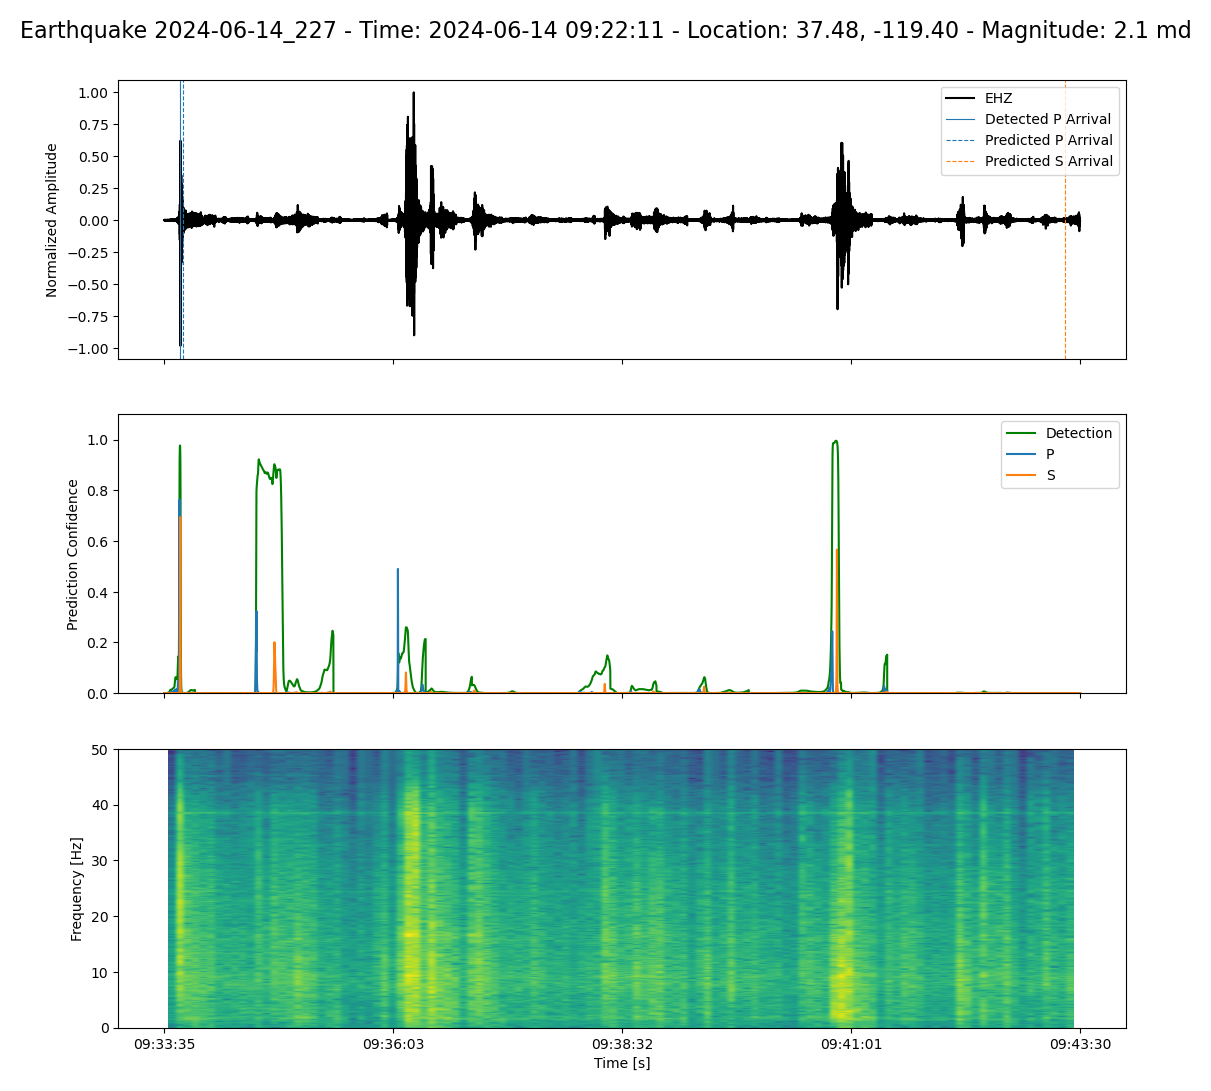 Earthquake 2024-06-14_227 - Time: 2024-06-14 09:22:11 - Location: 37.48, -119.40 - Magnitude: 2.1 md
Normalized Amplitude
1.00
0.75
0.50
0.25
0.00
−0.25
−0.50
−0.75
−1.00
EHZ
Detected P Arrival
Predicted P Arrival
Predicted S Arrival
Prediction Confidence
1.0
0.8
0.6
0.4
0.2
0.0
Detection
P
S
Frequency [Hz]
50
40
30
20
10
0
09:33:35 09:36:03 09:38:32 09:41:01 09:43:30
Time [s]